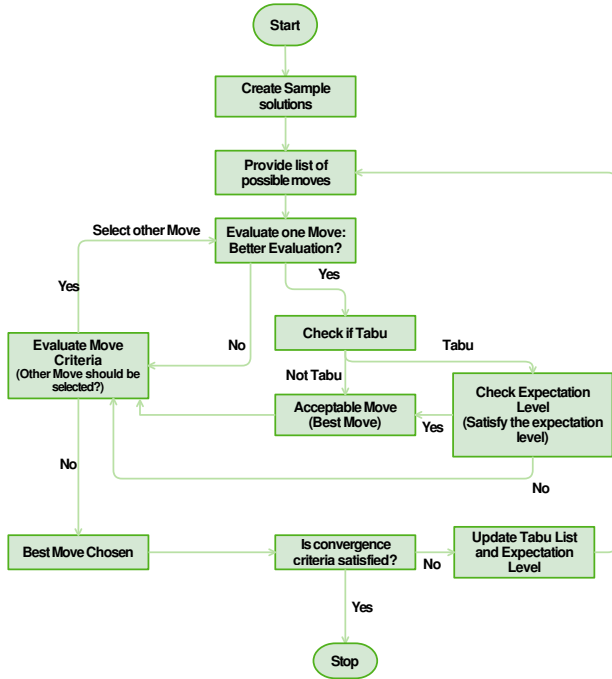 Start
Create Sample
solutions
Provide list of
possible moves
Select other Move
Evaluate one Move:
Better Evaluation?
Yes
Yes
Check if Tabu
No
Tabu
Evaluate Move
Criteria
(Other Move should be
selected?)
Not Tabu
Check Expectation
Level
(Satisfy the expectation
level)
Acceptable Move
(Best Move)
Yes
No
No
Best Move Chosen
Is convergence
criteria satisfied?
No
Update Tabu List
and Expectation
Level
Yes
Stop